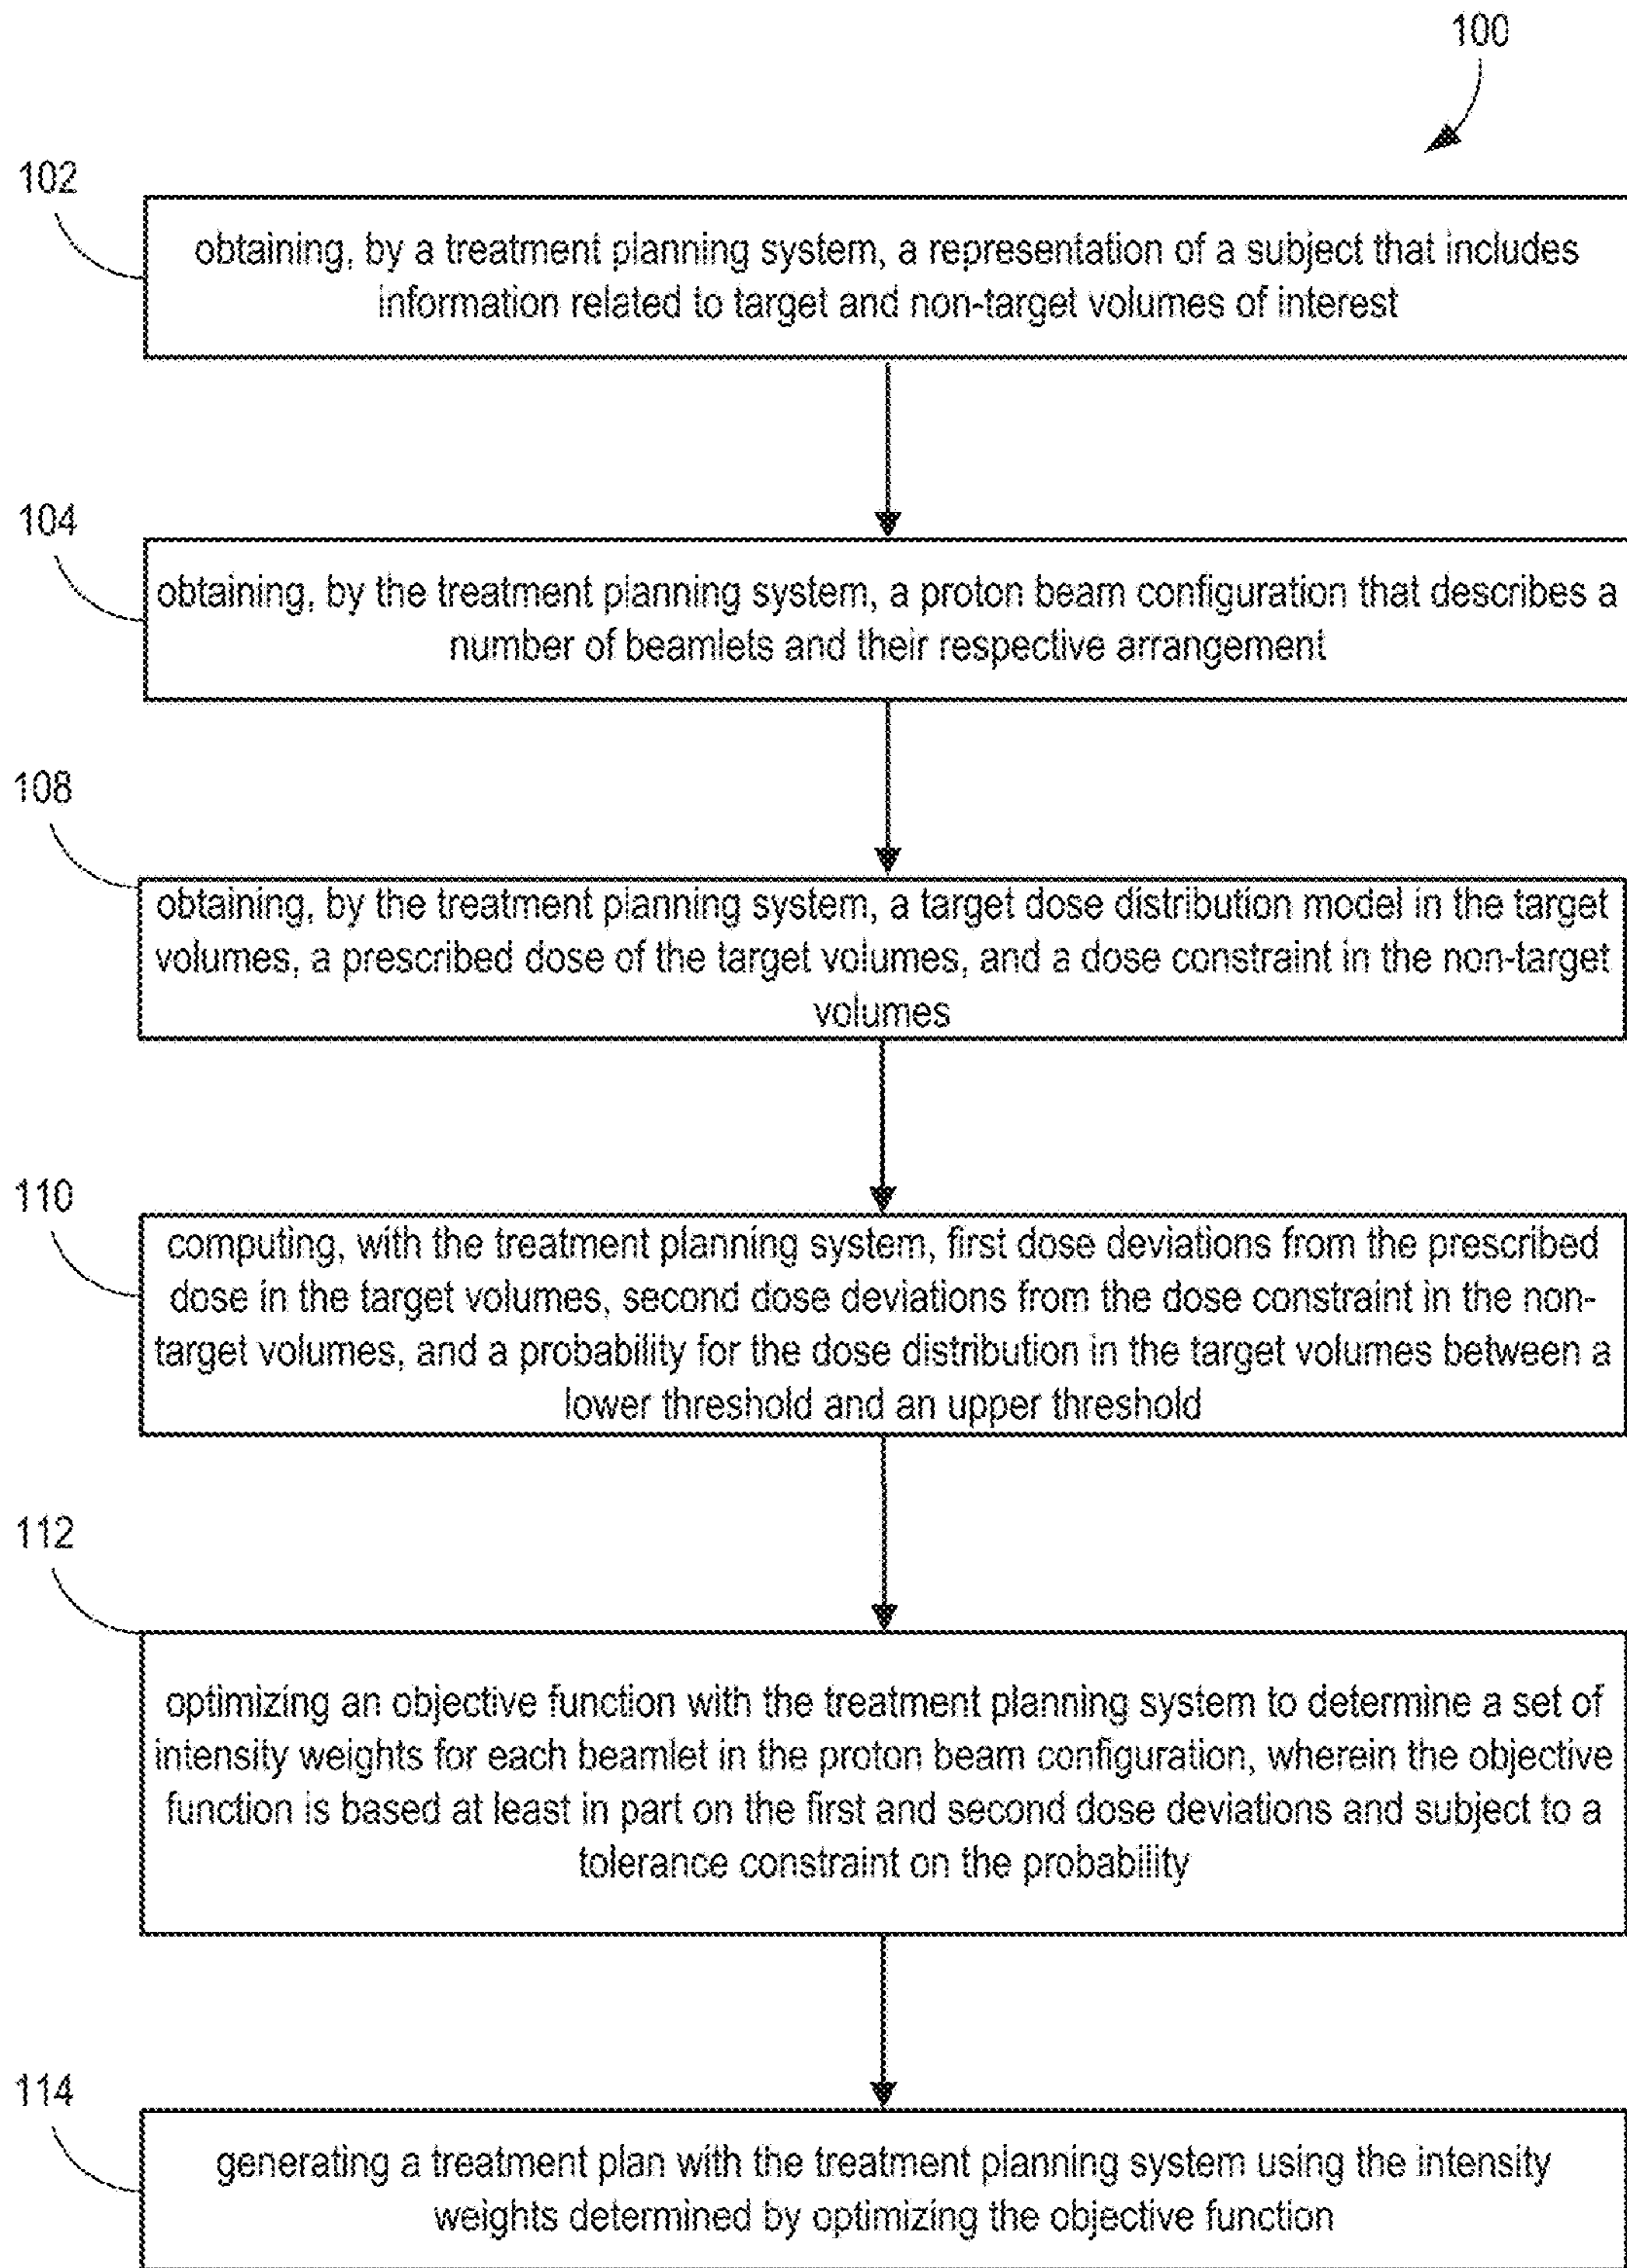 100
102
obtaining, by a treatment planning system, a representation of a subject that includes
information related to target and non-target volumes of interest
104
obtaining, by the treatment planning system, a proton beam configuration that describes a
number of beamlets and their respective arrangement
108
obtaining, by the treatment planning system, a target dose distribution model in the target
volumes, a prescribed dose of the target volumes, and a dose constraint in the non-target
volumes
110
computing, with the treatment planning system, first dose deviations from the prescribed
dose in the target volumes, second dose deviations from the dose constraint in the non-
target volumes, and a probability for the dose distribution in the target volumes between a
lower threshold and an upper threshold
112
optimizing an objective function with the treatment planning system to determine a set of
intensity weights for each beamlet in the proton beam configuration, wherein the objective
function is based at least in part on the first and second dose deviations and subject to a
tolerance constraint on the probability
114
generating a treatment plan with the treatment planning system using the intensity
weights determined by optimizing the objective function